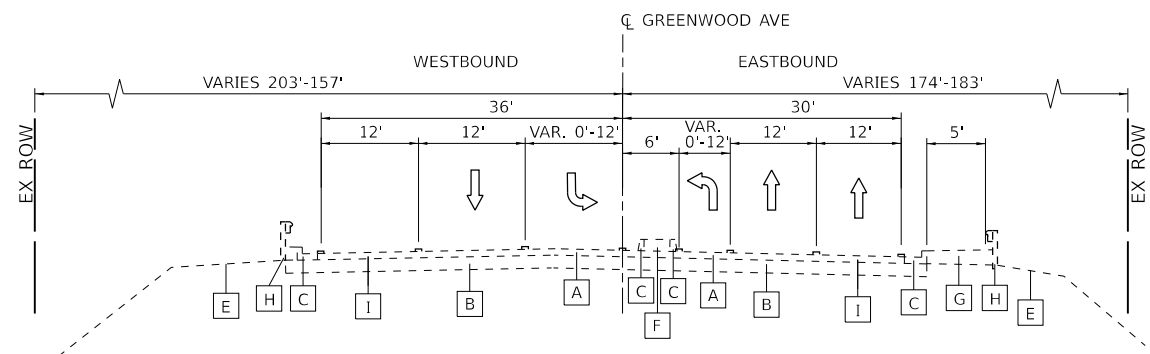 ℄ GREENWOOD AVE
WESTBOUND
EASTBOUND
VARIES 203'-157'
VARIES 174'-183'
36'
30'
12'
12'
VAR. 0'-12'
6'
VAR.
0'-12'
12'
12'
5'
EX ROW
EX ROW
E
H
C
I
B
A
C
C
F
A
B
I
C
G
H
E